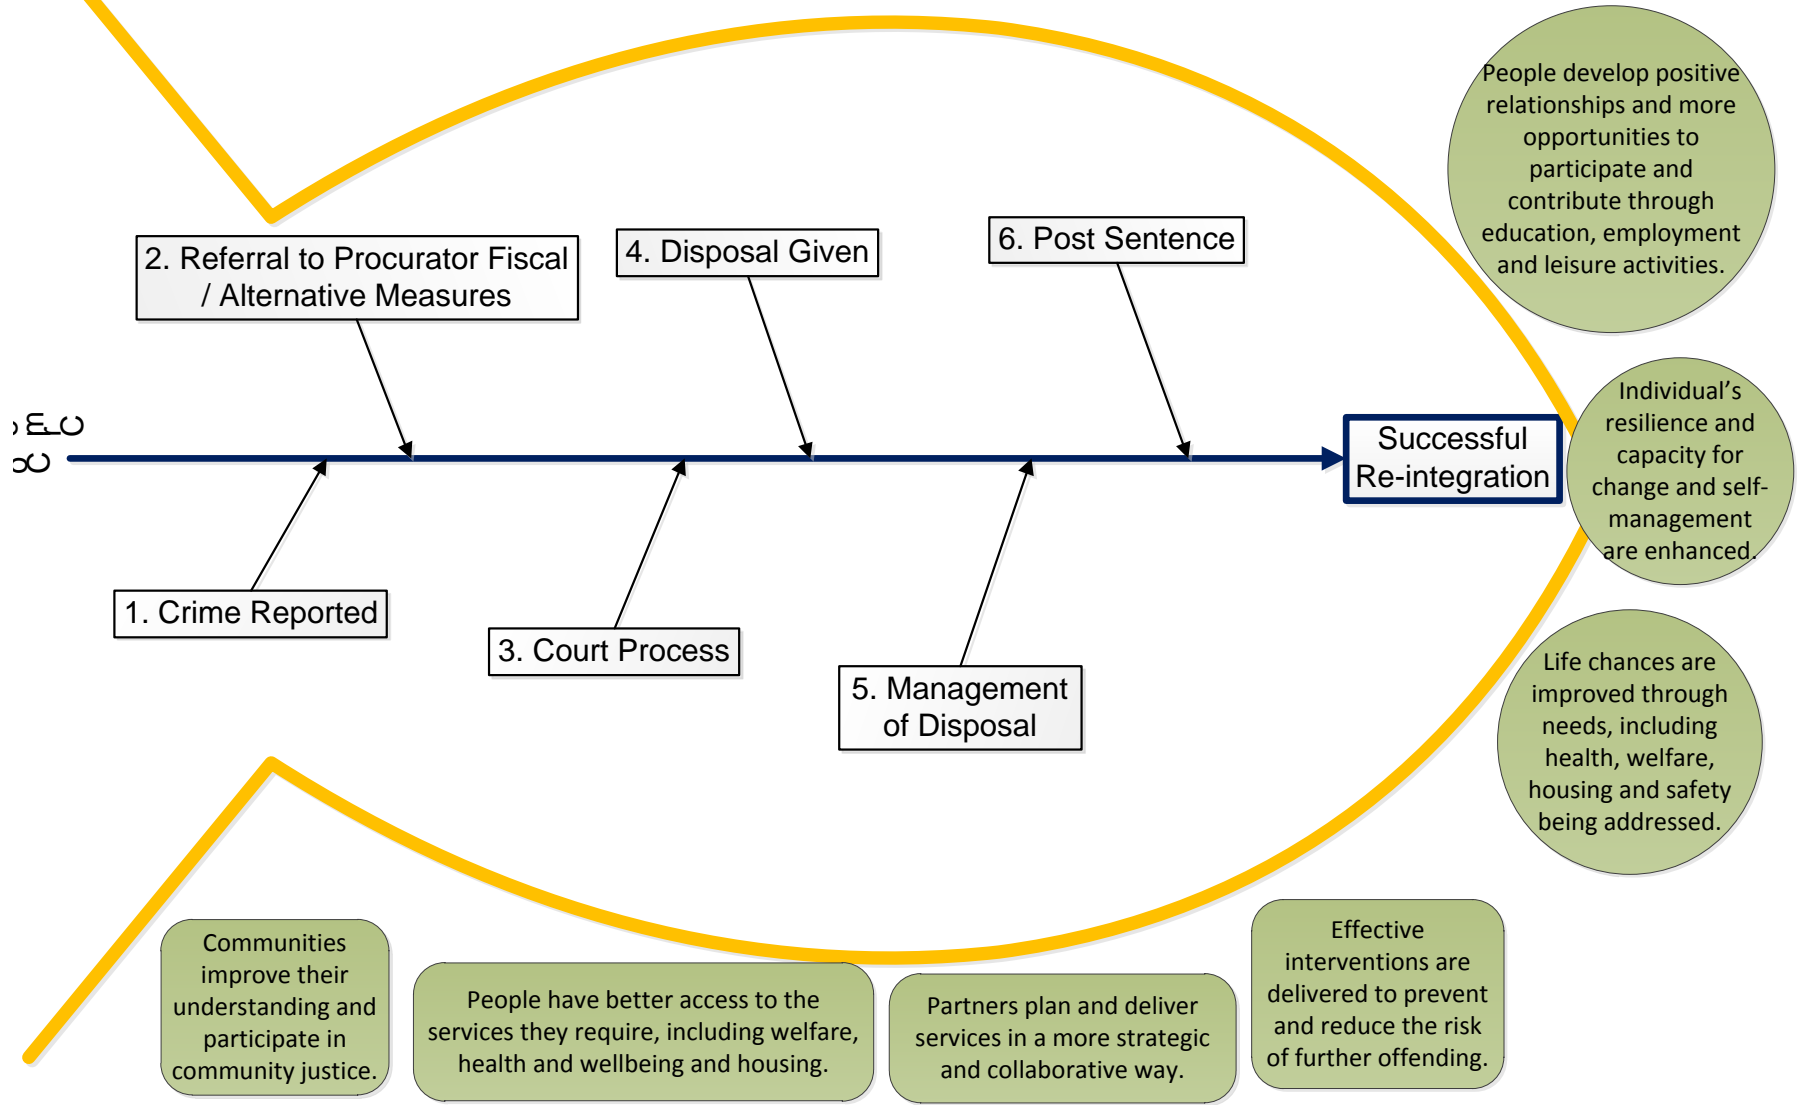 People develop positive
relationships and more
opportunities to
participate and
contribute through
education, employment
and leisure activities.
2. Referral to Procurator Fiscal
/ Alternative Measures
4. Disposal Given
6. Post Sentence
Individual’s
resilience and
capacity for
change and self-
management
are enhanced.
Successful
Re-integration
1. Crime Reported
3. Court Process
5. Management
of Disposal
Life chances are
improved through
needs, including
health, welfare,
housing and safety
being addressed.
Communities
improve their
understanding and
participate in
community justice.
People have better access to the
services they require, including welfare,
health and wellbeing and housing.
Partners plan and deliver
services in a more strategic
and collaborative way.
Effective
interventions are
delivered to prevent
and reduce the risk
of further offending.